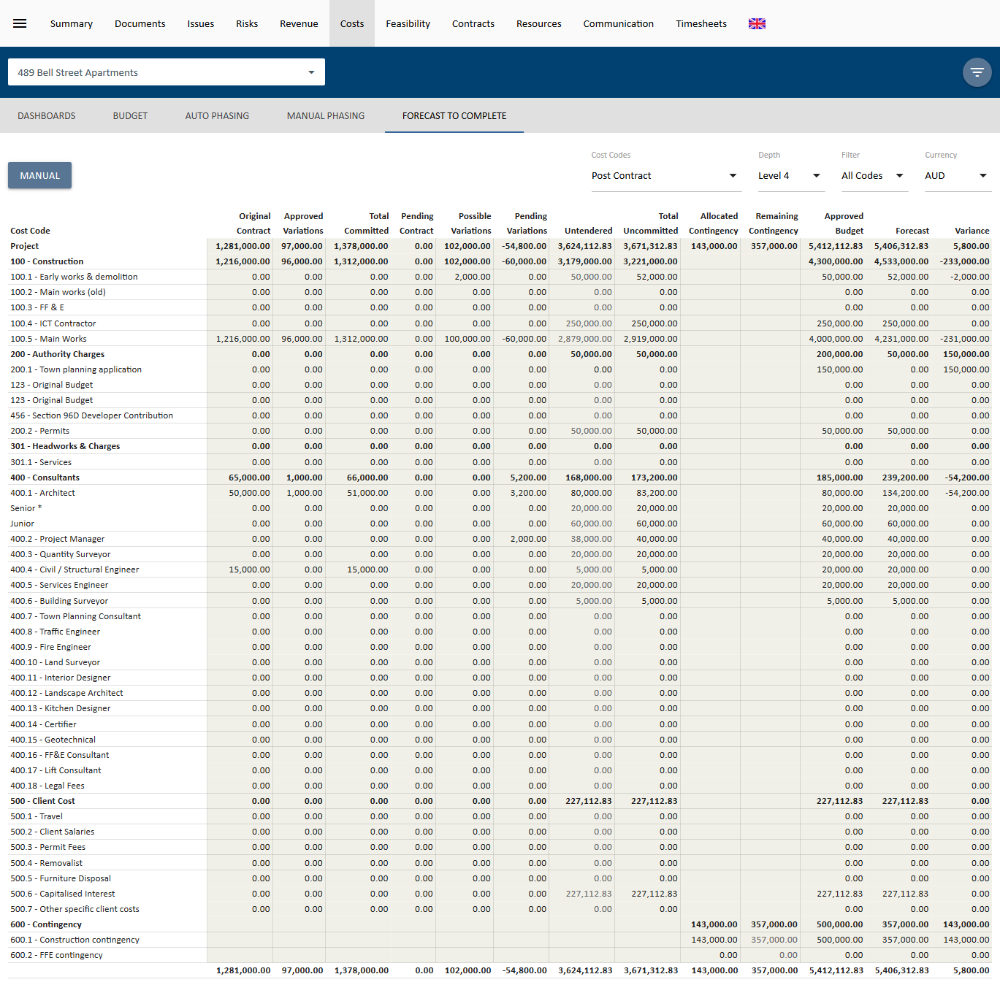 Summary Documents Issues Risks Revenue Costs Feasibility Contracts Resources Communication Timesheets
489 Bell Street Apartments
DASHBOARDS BUDGET AUTO PHASING MANUAL PHASING FORECAST TO COMPLETE
Cost Codes Depth Filter Currency
MANUAL Post Contract Level 4 All Codes AUD
Original Approved Total Pending Possible Pending Total Allocated Remaining Approved
Cost Code Contract Variations Committed Contract Variations Variations Untendered Uncommitted Contingency Contingency Budget Forecast Variance
Project 1,281,000.00 97,000.00 1,378,000.00 0.00 102,000.00 -54,800.00 3,624,112.83 3,671,312.83 143,000.00 357,000.00 5,412,112.83 5,406,312.83 5,800.00
100 - Construction 1,216,000.00 96,000.00 1,312,000.00 0.00 102,000.00 -60,000.00 3,179,000.00 3,221,000.00 4,300,000.00 4,533,000.00 -233,000.00
100.1 - Early works & demolition 0.00 0.00 0.00 0.00 2,000.00 0.00 50,000.00 52,000.00 50,000.00 52,000.00 -2,000.00
100.2 - Main works (old) 0.00 0.00 0.00 0.00 0.00 0.00 0.00 0.00 0.00 0.00 0.00
100.3 - FF & E 0.00 0.00 0.00 0.00 0.00 0.00 0.00 0.00 0.00 0.00 0.00
100.4 - ICT Contractor 0.00 0.00 0.00 0.00 0.00 0.00 250,000.00 250,000.00 250,000.00 250,000.00 0.00
100.5 - Main Works 1,216,000.00 96,000.00 1,312,000.00 0.00 100,000.00 -60,000.00 2,879,000.00 2,919,000.00 4,000,000.00 4,231,000.00 -231,000.00
200 - Authority Charges 0.00 0.00 0.00 0.00 0.00 0.00 50,000.00 50,000.00 200,000.00 50,000.00 150,000.00
200.1 - Town planning application 0.00 0.00 0.00 0.00 0.00 0.00 0.00 0.00 150,000.00 0.00 150,000.00
123 - Original Budget 0.00 0.00 0.00 0.00 0.00 0.00 0.00 0.00 0.00 0.00 0.00
123 - Original Budget 0.00 0.00 0.00 0.00 0.00 0.00 0.00 0.00 0.00 0.00 0.00
456 - Section 96D Developer Contribution 0.00 0.00 0.00 0.00 0.00 0.00 0.00 0.00 0.00 0.00 0.00
200.2 - Permits 0.00 0.00 0.00 0.00 0.00 0.00 50,000.00 50,000.00 50,000.00 50,000.00 0.00
301 - Headworks & Charges 0.00 0.00 0.00 0.00 0.00 0.00 0.00 0.00 0.00 0.00 0.00
301.1 - Services 0.00 0.00 0.00 0.00 0.00 0.00 0.00 0.00 0.00 0.00 0.00
400 - Consultants 65,000.00 1,000.00 66,000.00 0.00 0.00 5,200.00 168,000.00 173,200.00 185,000.00 239,200.00 -54,200.00
400.1 - Architect 50,000.00 1,000.00 51,000.00 0.00 0.00 3,200.00 80,000.00 83,200.00 80,000.00 134,200.00 -54,200.00
Senior * 0.00 0.00 0.00 0.00 0.00 0.00 20,000.00 20,000.00 20,000.00 20,000.00 0.00
Junior 0.00 0.00 0.00 0.00 0.00 0.00 60,000.00 60,000.00 60,000.00 60,000.00 0.00
400.2 - Project Manager 0.00 0.00 0.00 0.00 0.00 2,000.00 38,000.00 40,000.00 40,000.00 40,000.00 0.00
400.3 - Quantity Surveyor 0.00 0.00 0.00 0.00 0.00 0.00 20,000.00 20,000.00 20,000.00 20,000.00 0.00
400.4 - Civil / Structural Engineer 15,000.00 0.00 15,000.00 0.00 0.00 0.00 5,000.00 5,000.00 20,000.00 20,000.00 0.00
400.5 - Services Engineer 0.00 0.00 0.00 0.00 0.00 0.00 20,000.00 20,000.00 20,000.00 20,000.00 0.00
400.6 - Building Surveyor 0.00 0.00 0.00 0.00 0.00 0.00 5,000.00 5,000.00 5,000.00 5,000.00 0.00
400.7 - Town Planning Consultant 0.00 0.00 0.00 0.00 0.00 0.00 0.00 0.00 0.00 0.00 0.00
400.8 - Traffic Engineer 0.00 0.00 0.00 0.00 0.00 0.00 0.00 0.00 0.00 0.00 0.00
400.9 - Fire Engineer 0.00 0.00 0.00 0.00 0.00 0.00 0.00 0.00 0.00 0.00 0.00
400.10 - Land Surveyor 0.00 0.00 0.00 0.00 0.00 0.00 0.00 0.00 0.00 0.00 0.00
400.11 - Interior Designer 0.00 0.00 0.00 0.00 0.00 0.00 0.00 0.00 0.00 0.00 0.00
400.12 - Landscape Architect 0.00 0.00 0.00 0.00 0.00 0.00 0.00 0.00 0.00 0.00 0.00
400.13 - Kitchen Designer 0.00 0.00 0.00 0.00 0.00 0.00 0.00 0.00 0.00 0.00 0.00
400.14 - Certifier 0.00 0.00 0.00 0.00 0.00 0.00 0.00 0.00 0.00 0.00 0.00
400.15 - Geotechnical 0.00 0.00 0.00 0.00 0.00 0.00 0.00 0.00 0.00 0.00 0.00
400.16 - FF&E Consultant 0.00 0.00 0.00 0.00 0.00 0.00 0.00 0.00 0.00 0.00 0.00
400.17 - Lift Consultant 0.00 0.00 0.00 0.00 0.00 0.00 0.00 0.00 0.00 0.00 0.00
400.18 - Legal Fees 0.00 0.00 0.00 0.00 0.00 0.00 0.00 0.00 0.00 0.00 0.00
500 - Client Cost 0.00 0.00 0.00 0.00 0.00 0.00 227,112.83 227,112.83 227,112.83 227,112.83 0.00
500.1 - Travel 0.00 0.00 0.00 0.00 0.00 0.00 0.00 0.00 0.00 0.00 0.00
500.2 - Client Salaries 0.00 0.00 0.00 0.00 0.00 0.00 0.00 0.00 0.00 0.00 0.00
500.3 - Permit Fees 0.00 0.00 0.00 0.00 0.00 0.00 0.00 0.00 0.00 0.00 0.00
500.4 - Removalist 0.00 0.00 0.00 0.00 0.00 0.00 0.00 0.00 0.00 0.00 0.00
500.5 - Furniture Disposal 0.00 0.00 0.00 0.00 0.00 0.00 0.00 0.00 0.00 0.00 0.00
500.6 - Capitalised Interest 0.00 0.00 0.00 0.00 0.00 0.00 227,112.83 227,112.83 227,112.83 227,112.83 0.00
500.7 - Other specific client costs 0.00 0.00 0.00 0.00 0.00 0.00 0.00 0.00 0.00 0.00 0.00
600 - Contingency 143,000.00 357,000.00 500,000.00 357,000.00 143,000.00
600.1 - Construction contingency 143,000.00 357,000.00 500,000.00 357,000.00 143,000.00
600.2 - FFE contingency 0.00 0.00 0.00 0.00 0.00
1,281,000.00 97,000.00 1,378,000.00 0.00 102,000.00 -54,800.00 3,624,112.83 3,671,312.83 143,000.00 357,000.00 5,412,112.83 5,406,312.83 5,800.00